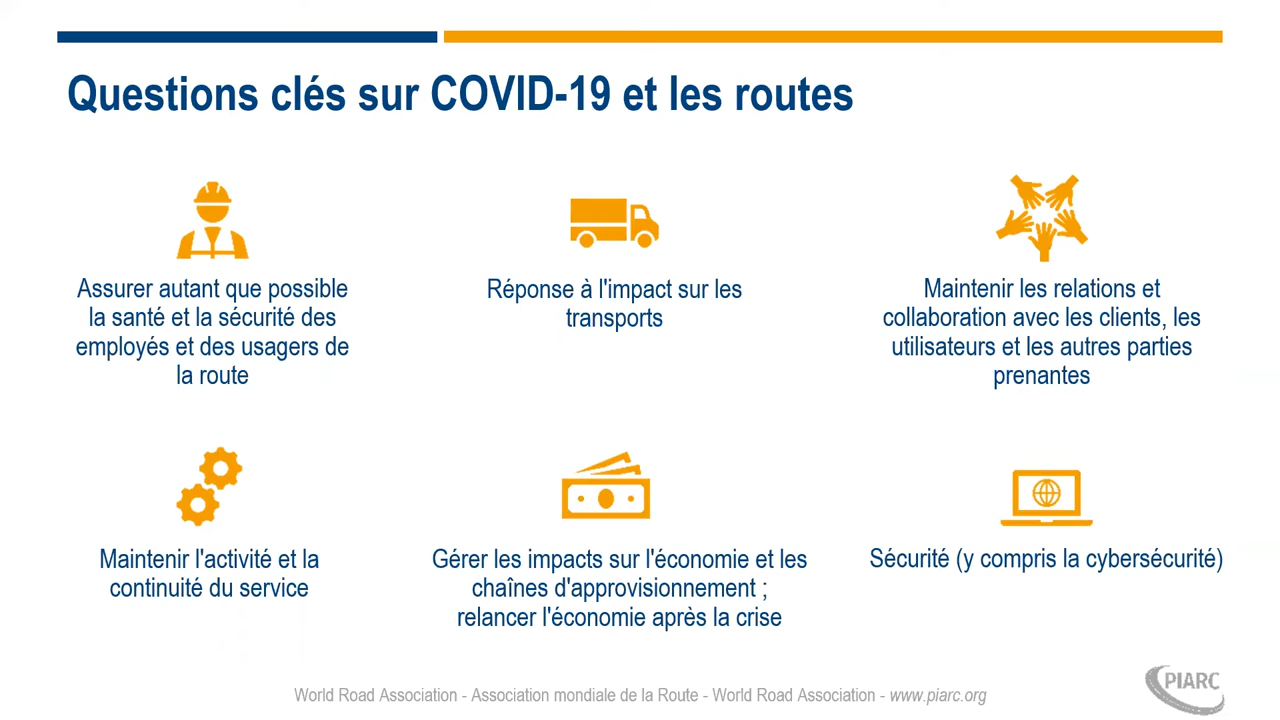 Questions clés sur COVID-19 et les routes
Assurer autant que possible
la santé et la sécurité des
employés et des usagers de
la route
Réponse à l'impact sur les
transports
Maintenir les relations et
collaboration avec les clients, les
utilisateurs et les autres parties
prenantes
Maintenir l'activité et la
continuité du service
Gérer les impacts sur l'économie et les
chaînes d'approvisionnement ;
relancer l'économie après la crise
Sécurité (y compris la cybersécurité)
World Road Association - Association mondiale de la Route - World Road Association - www.piarc.org
PIARC